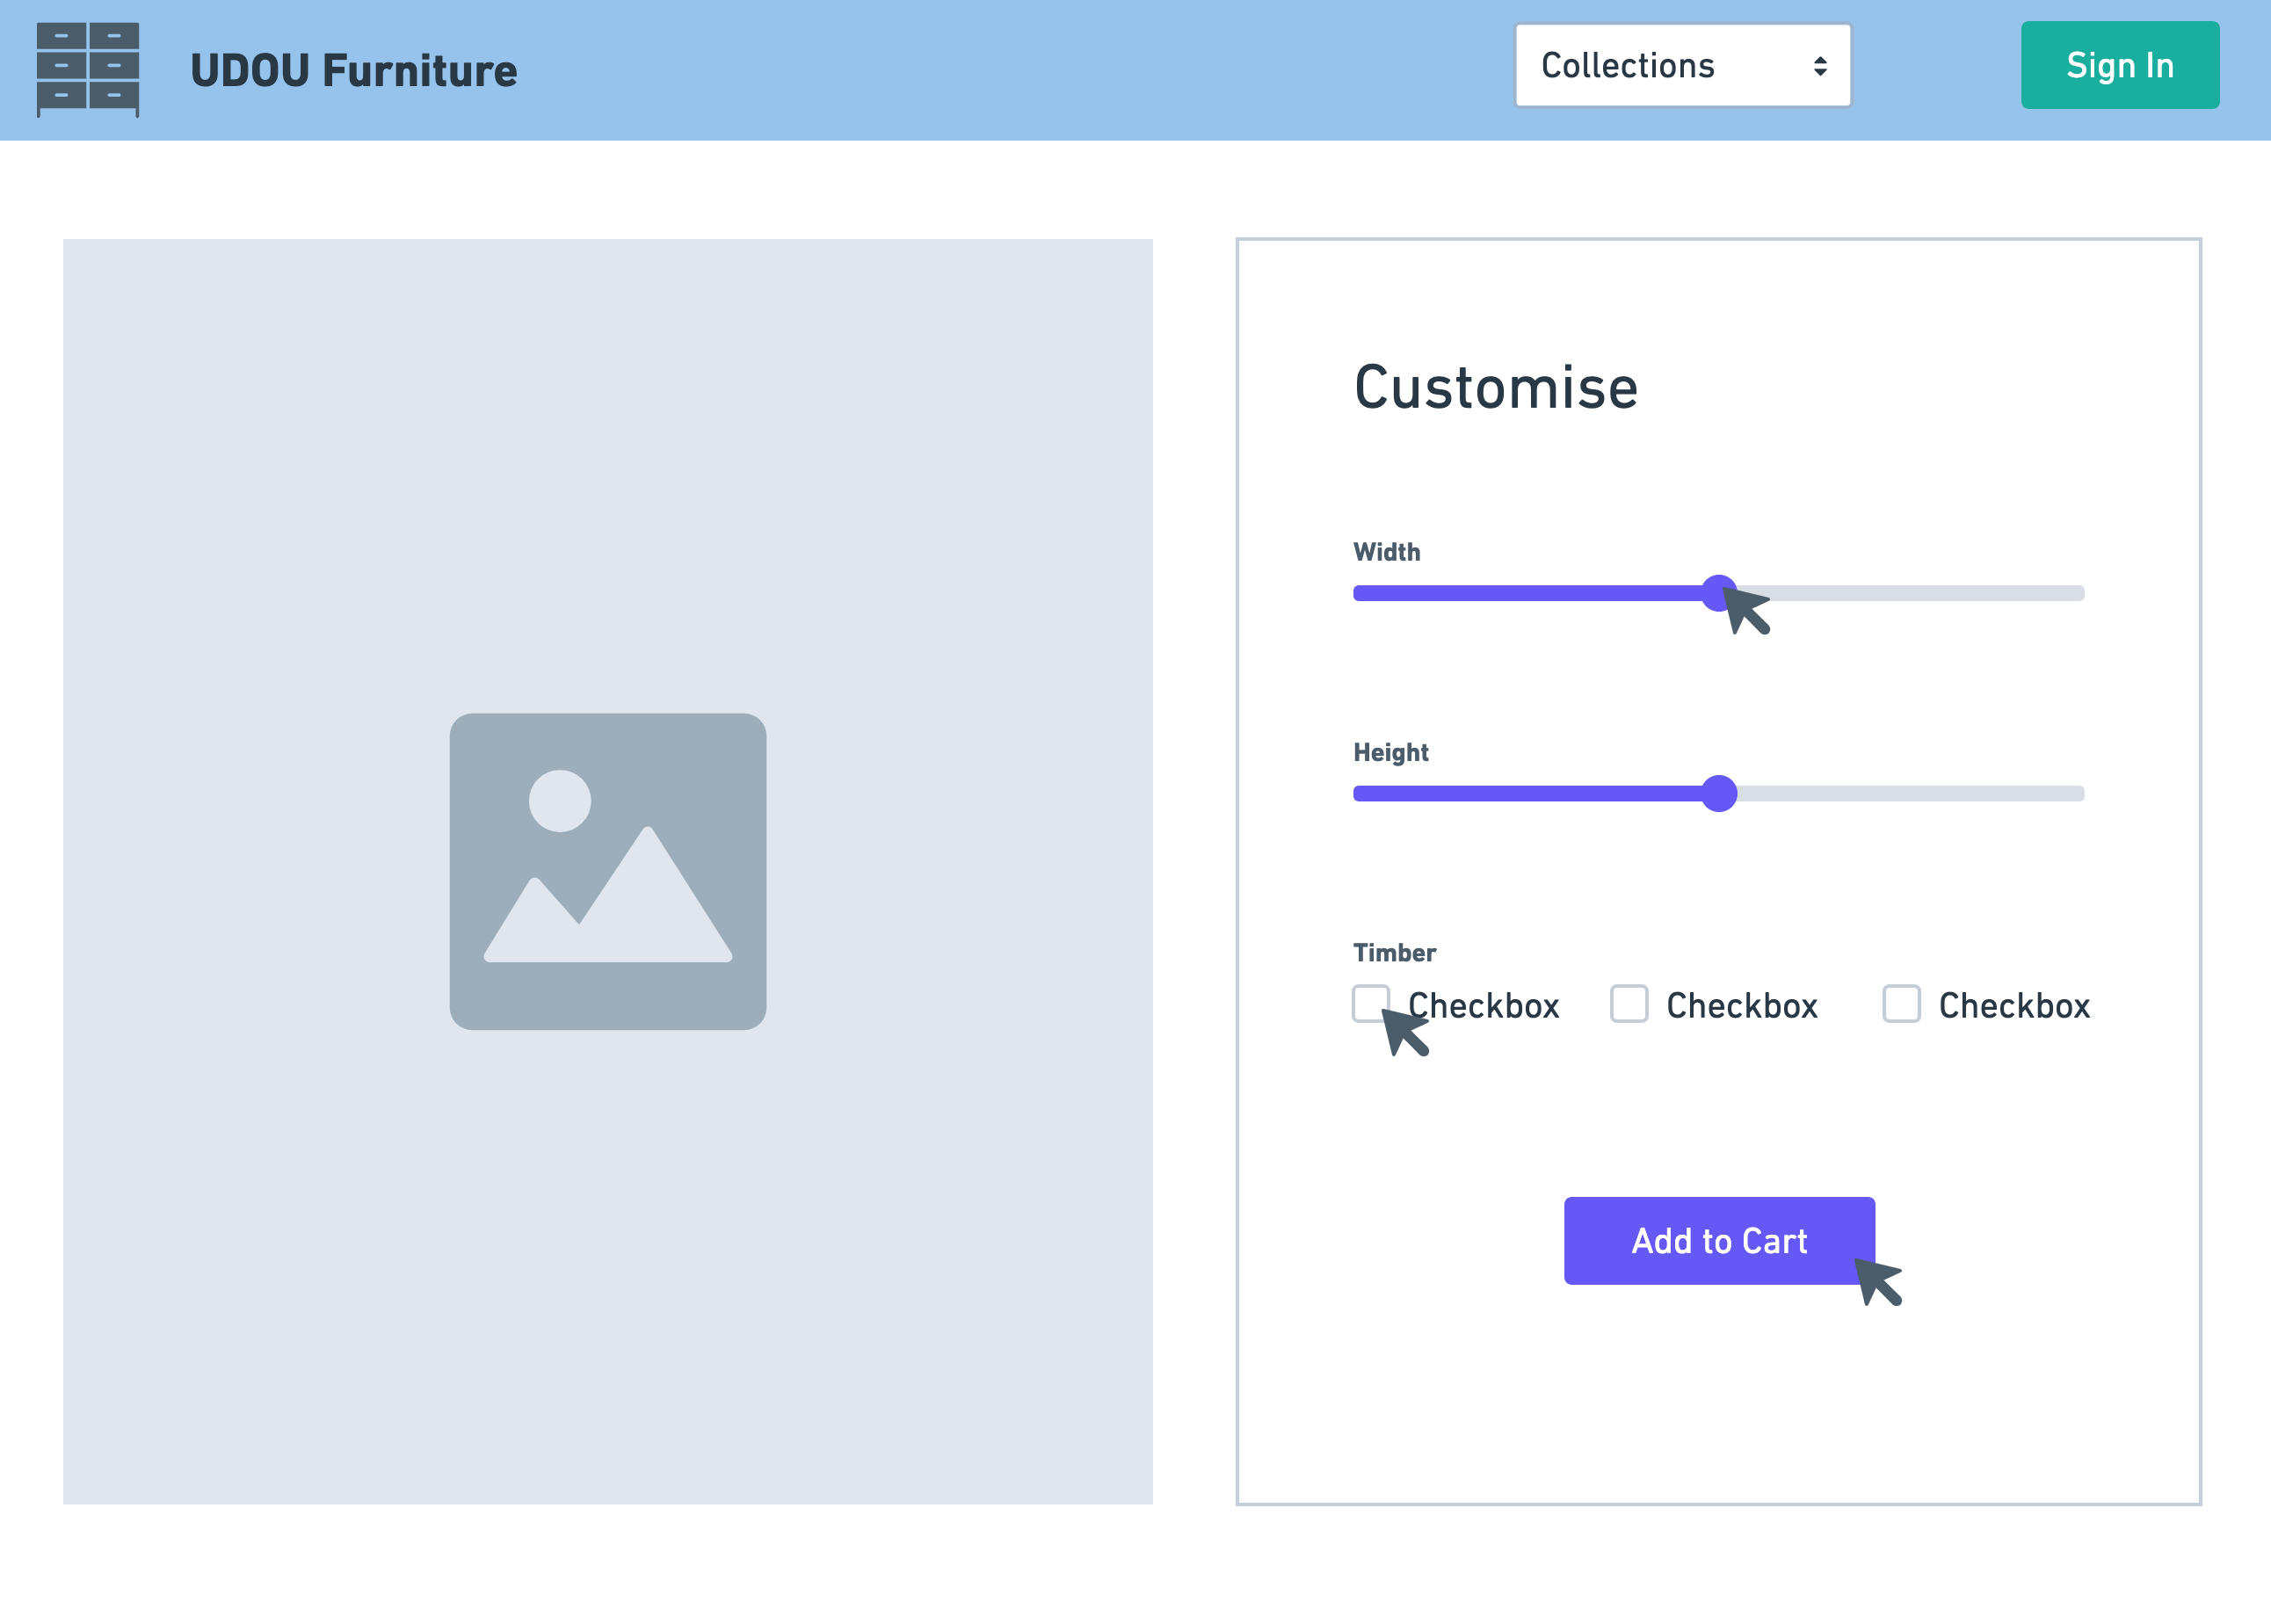 UDOU Furniture
Collections
Sign In
Customise
Width
Height
Timber
Checkbox Checkbox Checkbox
Add to Cart